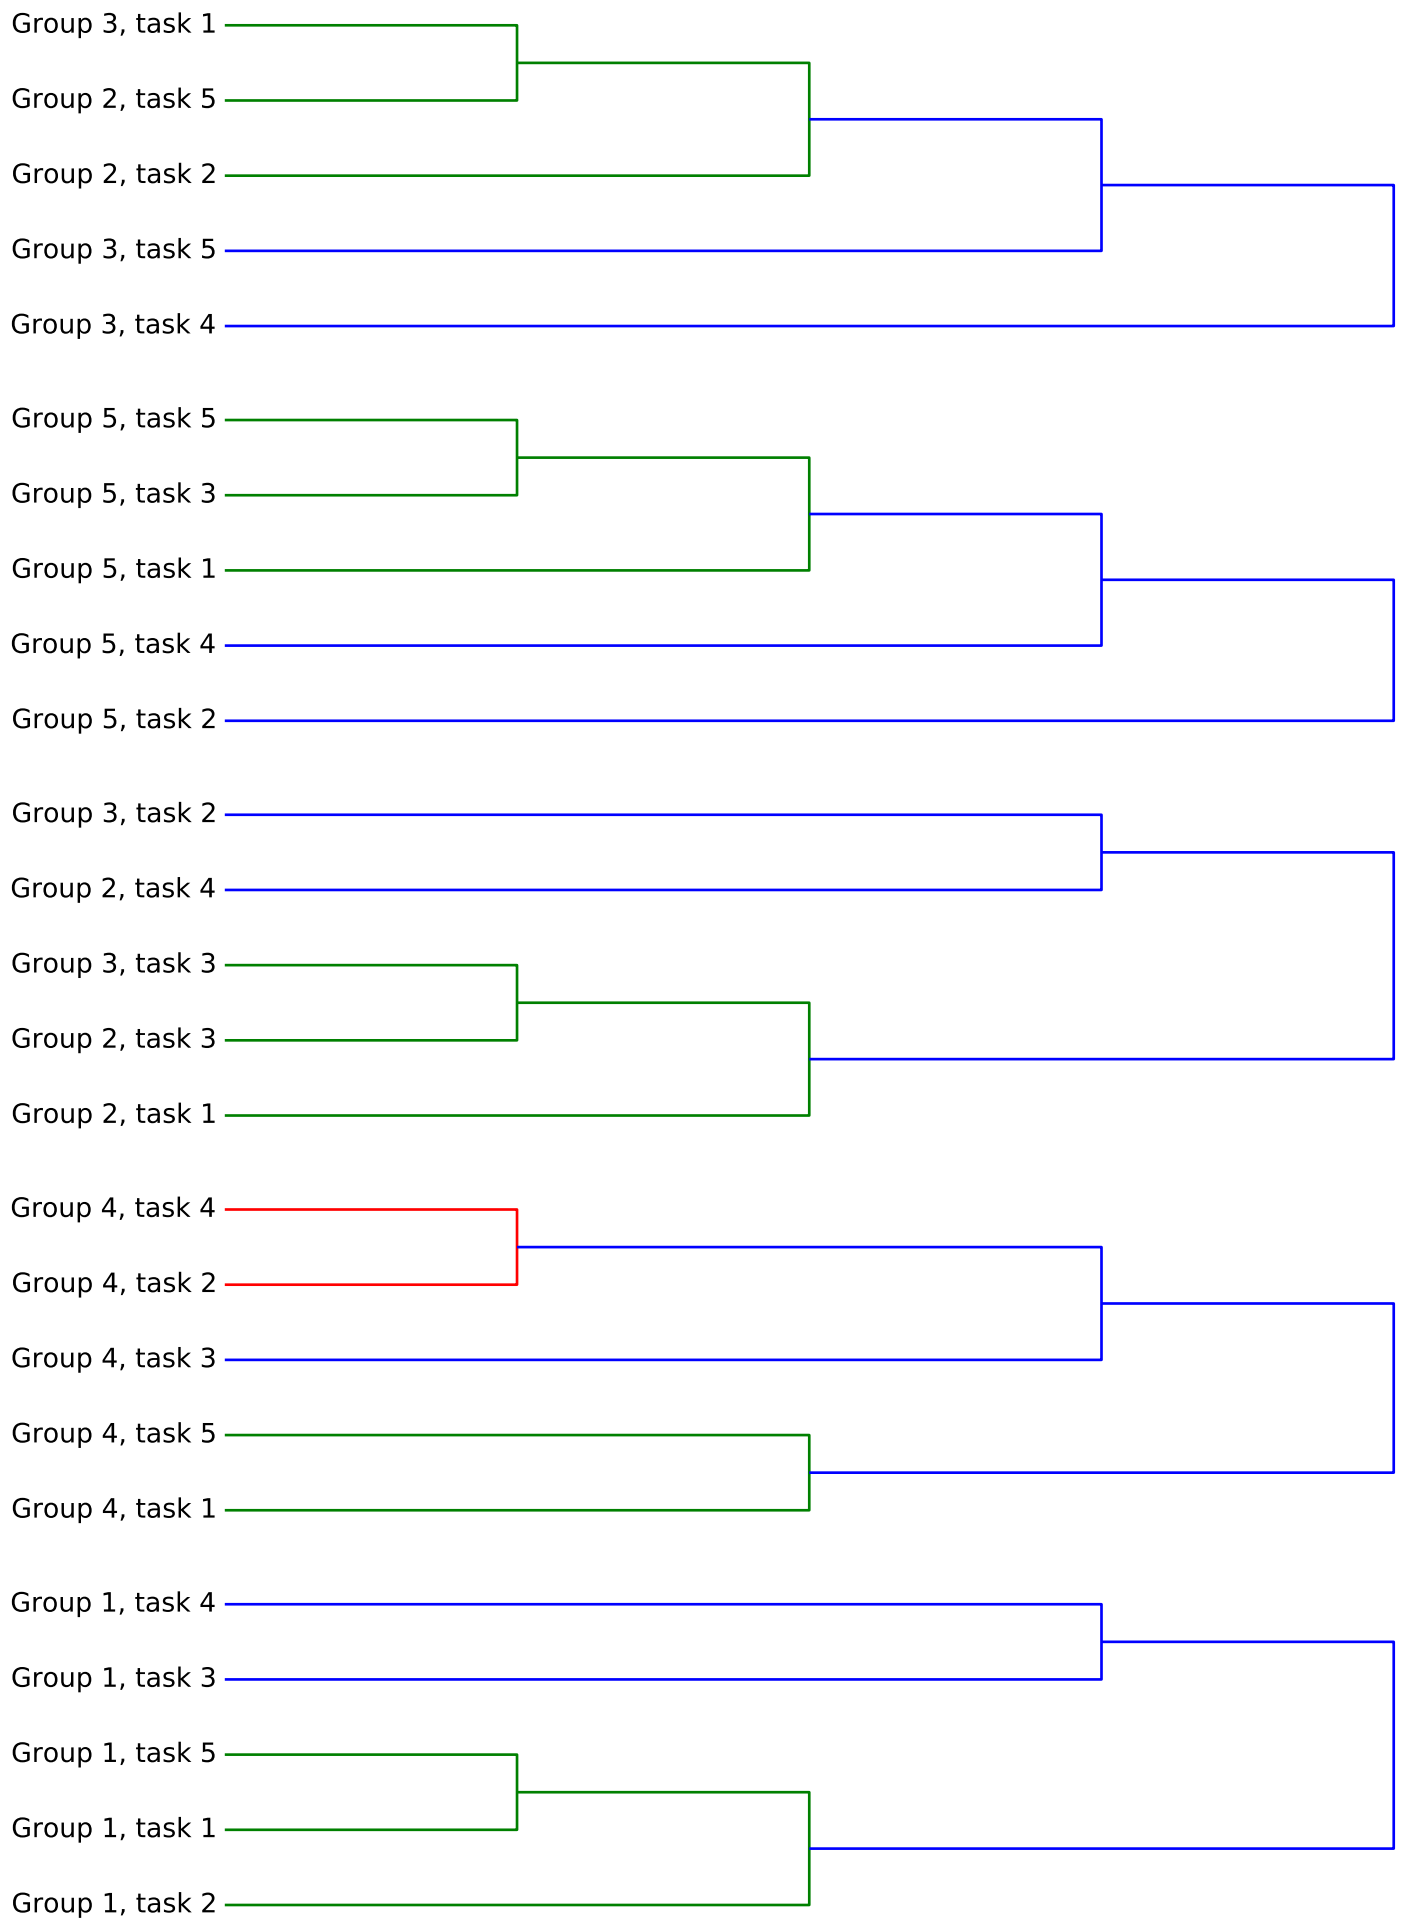 Group 3, task 1
Group 2, task 5
Group 2, task 2
Group 3, task 5
Group 3, task 4
Group 5, task 5
Group 5, task 3
Group 5, task 1
Group 5, task 4
Group 5, task 2
Group 3, task 2
Group 2, task 4
Group 3, task 3
Group 2, task 3
Group 2, task 1
Group 4, task 4
Group 4, task 2
Group 4, task 3
Group 4, task 5
Group 4, task 1
Group 1, task 4
Group 1, task 3
Group 1, task 5
Group 1, task 1
Group 1, task 2